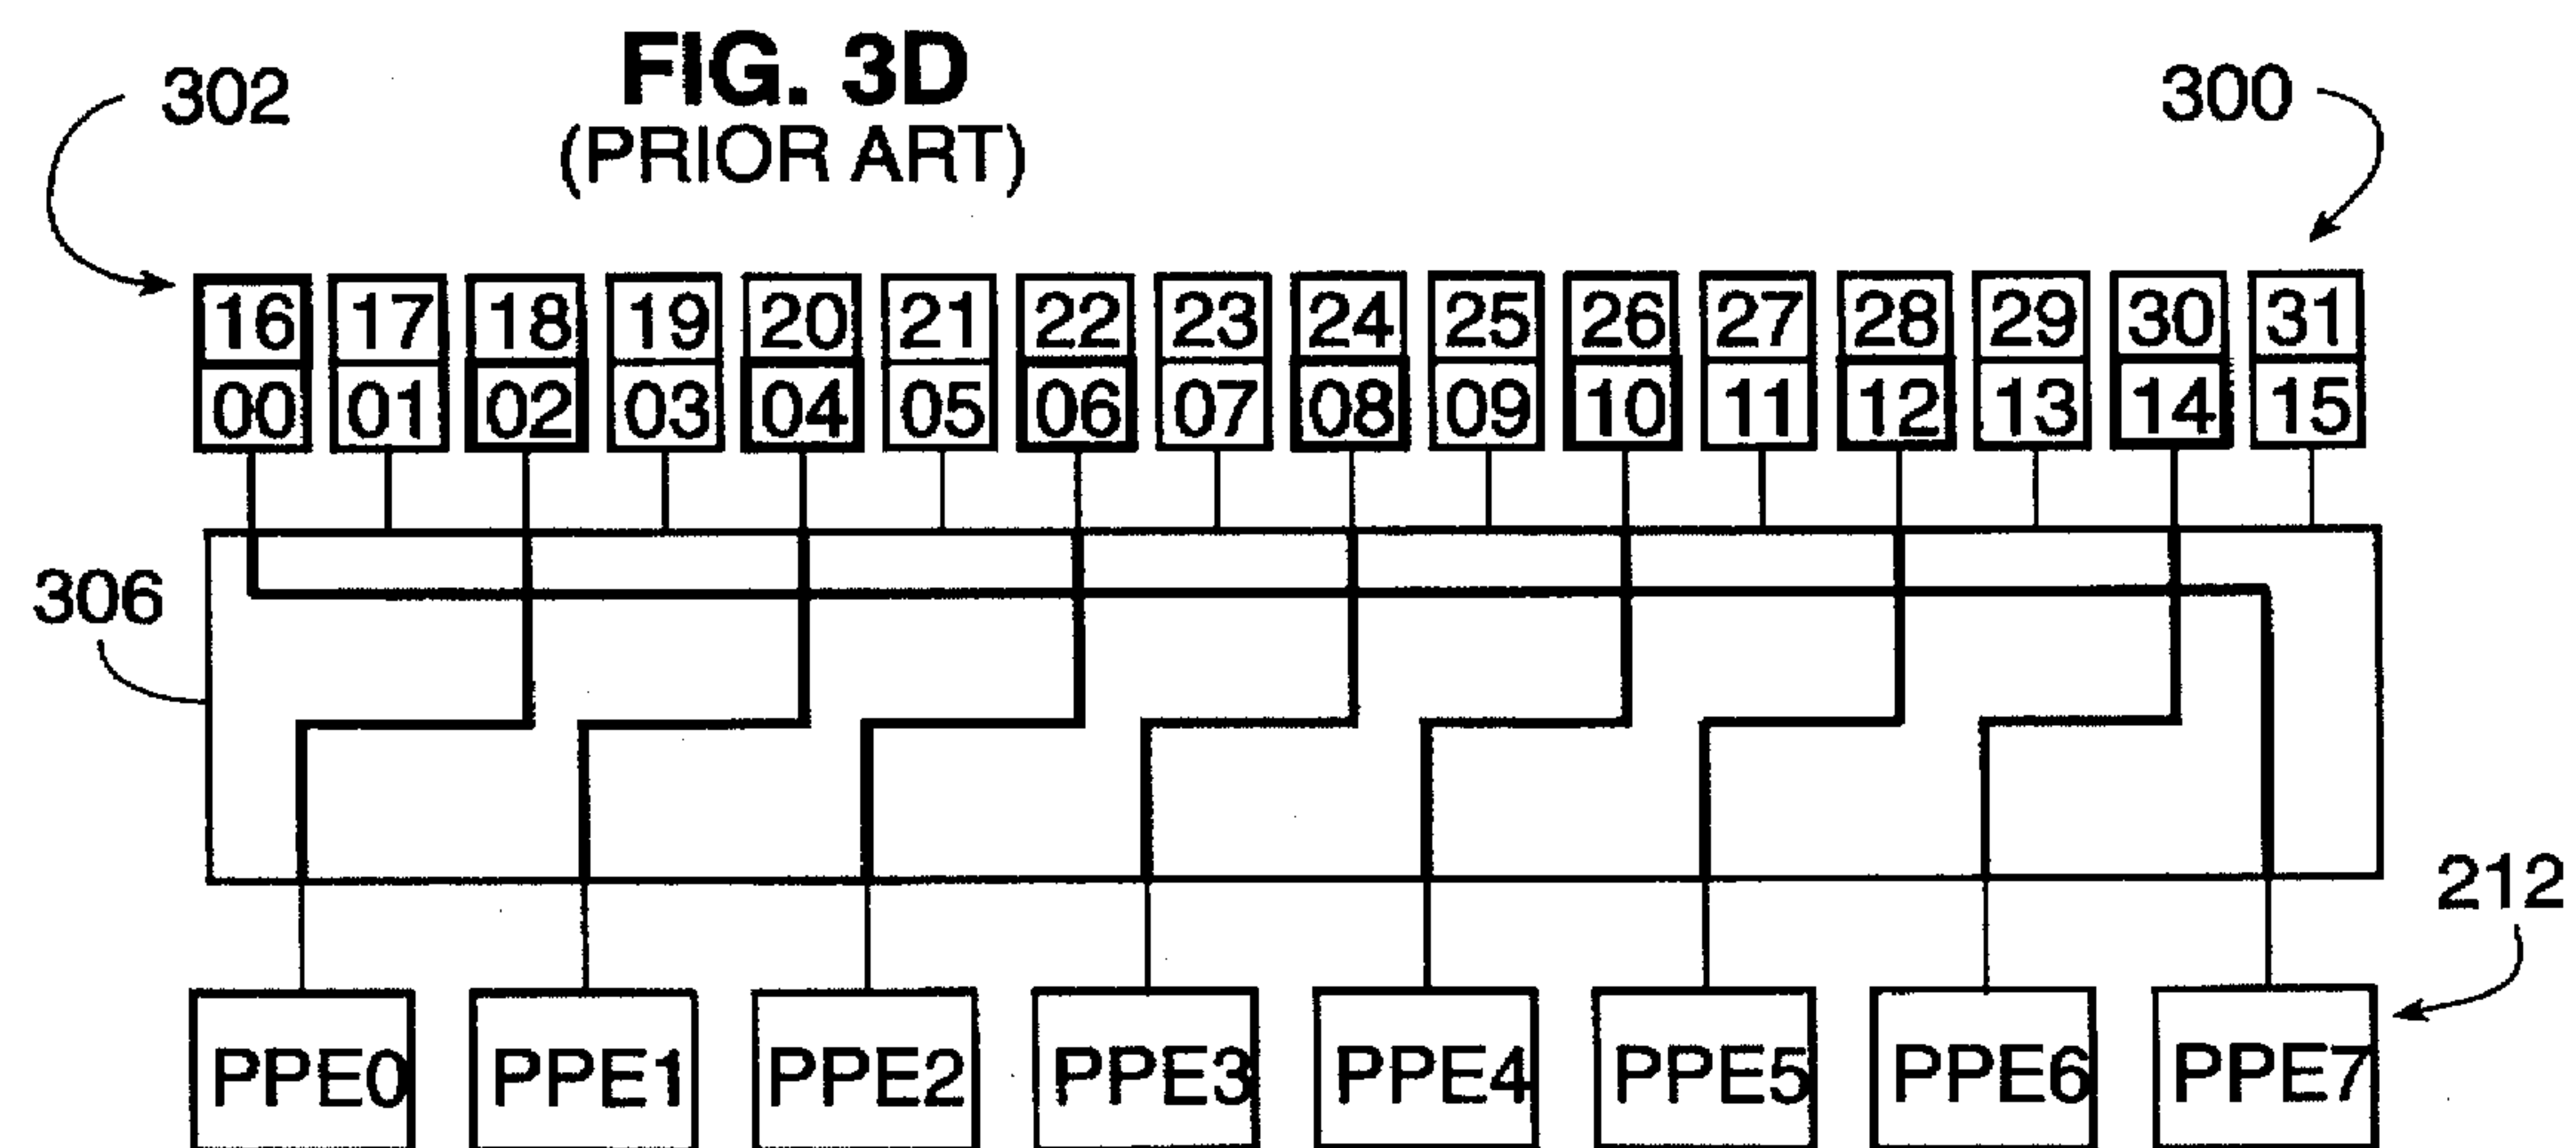 FIG. 3D
(PRIOR ART)
302
300
16 17 18 19 20 21 22 23 24 25 26 27 28 29 30 31
00 01 02 03 04 05 06 07 08 09 10 11 12 13 14 15
306
212
PPE0 PPE1 PPE2 PPE3 PPE4 PPE5 PPE6 PPE7